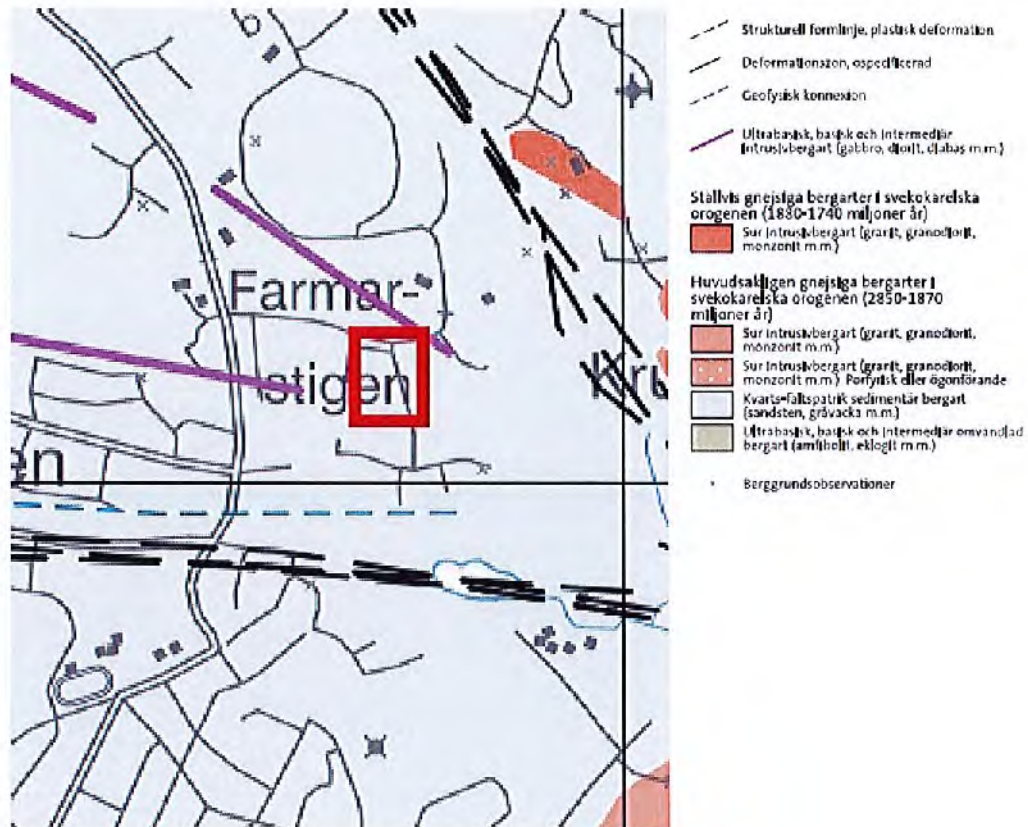 Farmar-
stigen
Kru
en
Strukturell formlinje, plastisk deformation
Deformationszon, ospecificerad
Geofysisk konnexion
Ultrabasisk, basisk och intermediär
intrusivbergart (gabbro, diorit, diabas m.m.)
Ställvis gnejsiga bergarter i svekokarelska
orogenen (1880-1740 miljoner år)
Sur intrusivbergart (granit, granodiorit,
monzonit m.m.)
Huvudsakligen gnejsiga bergarter i
svekokarelska orogenen (2850-1870
miljoner år)
Sur intrusivbergart (granit, granodiorit,
monzonit m.m.)
Sur intrusivbergart (granit, granodiorit,
monzonit m.m.) Porfyrisk eller ögonförande
Kvarts-fältspatrik sedimentär bergart
(sandsten, gråvacka m.m.)
Ultrabasisk, basisk och intermediär omvandlad
bergart (amfibolit, eklogit m.m.)
Berggrundsobservationer